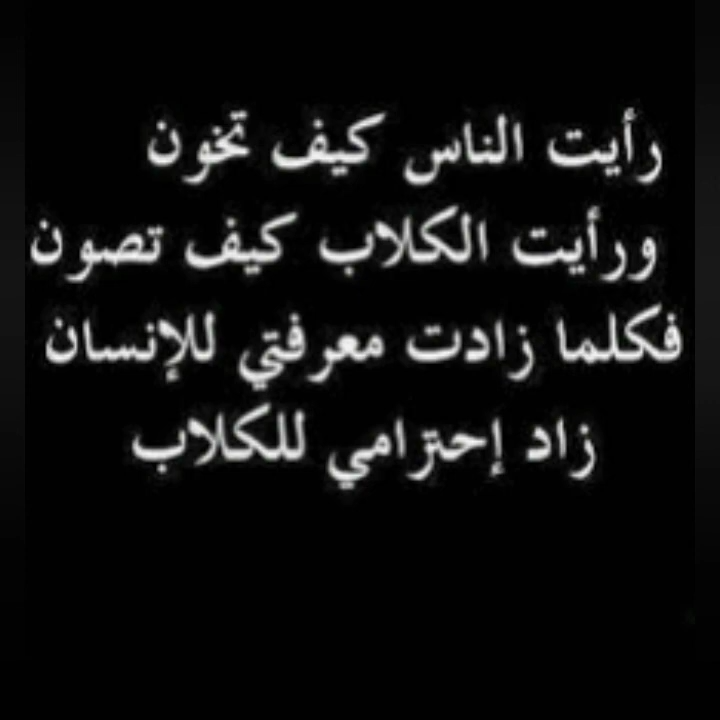 رأيت الناس كيف تخون
ورأيت الكلاب كيف تصون
فكلما زادت معرفتي للإنسان
زاد إحترامي للكلاب